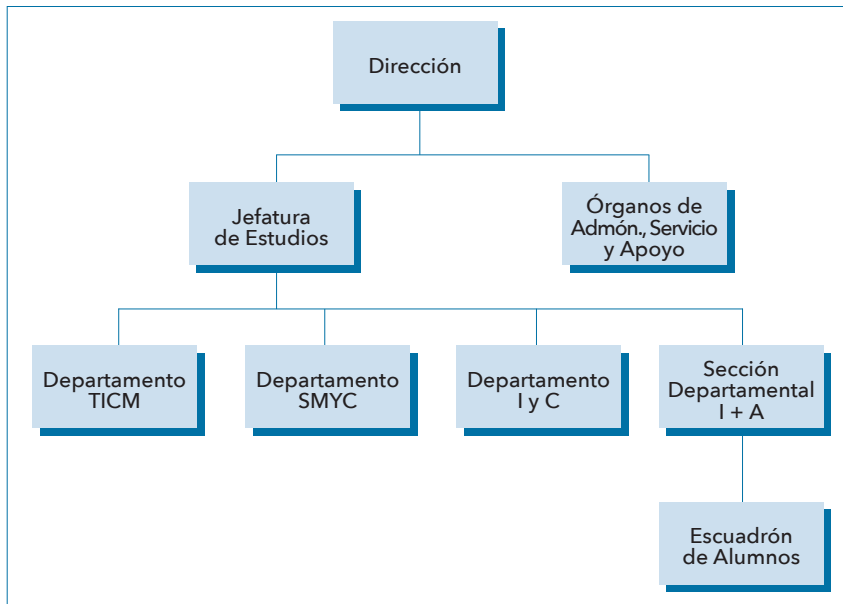 Dirección
Jefatura
de Estudios
Órganos de
Admón., Servicio
y Apoyo
Departamento
TICM
Departamento
SMYC
Departamento
I y C
Sección
Departamental
I + A
Escuadrón
de Alumnos